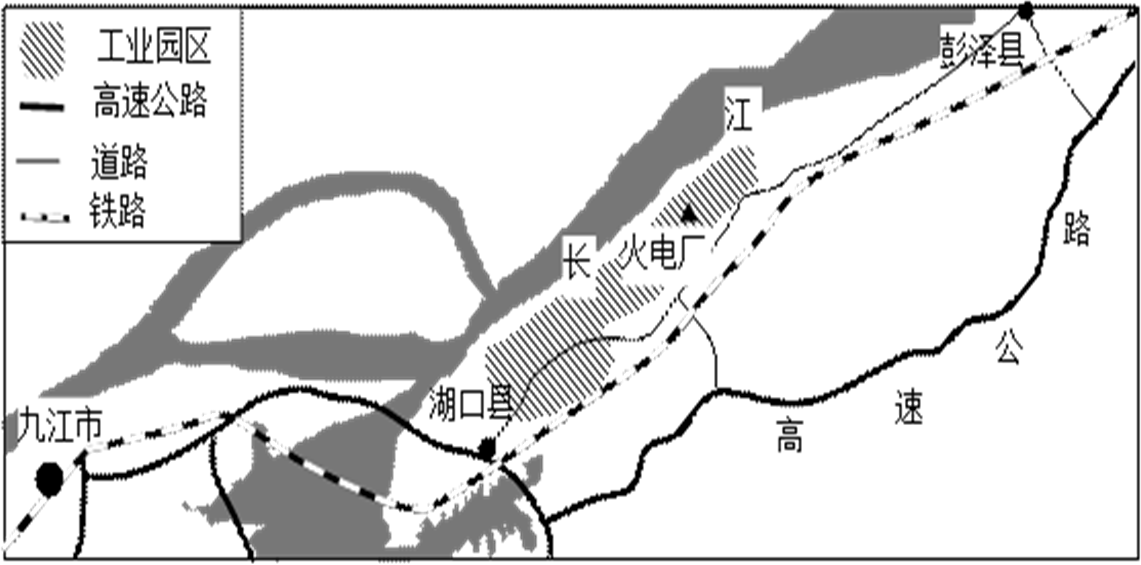 工业园区
高速公路
道路
铁路
彭泽县
江
长
火电厂
路
公
速
高
湖口县
九江市